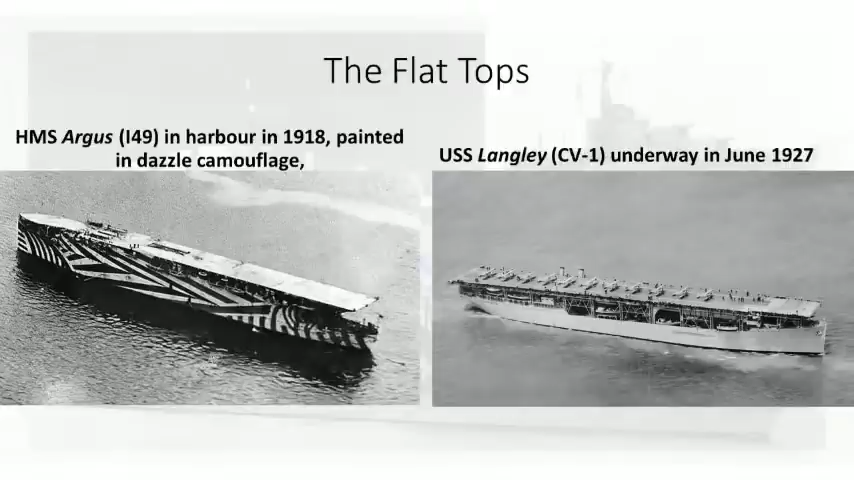 The Flat Tops
HMS Argus (I49) in harbour in 1918, painted
in dazzle camouflage,
USS Langley (CV-1) underway in June 1927